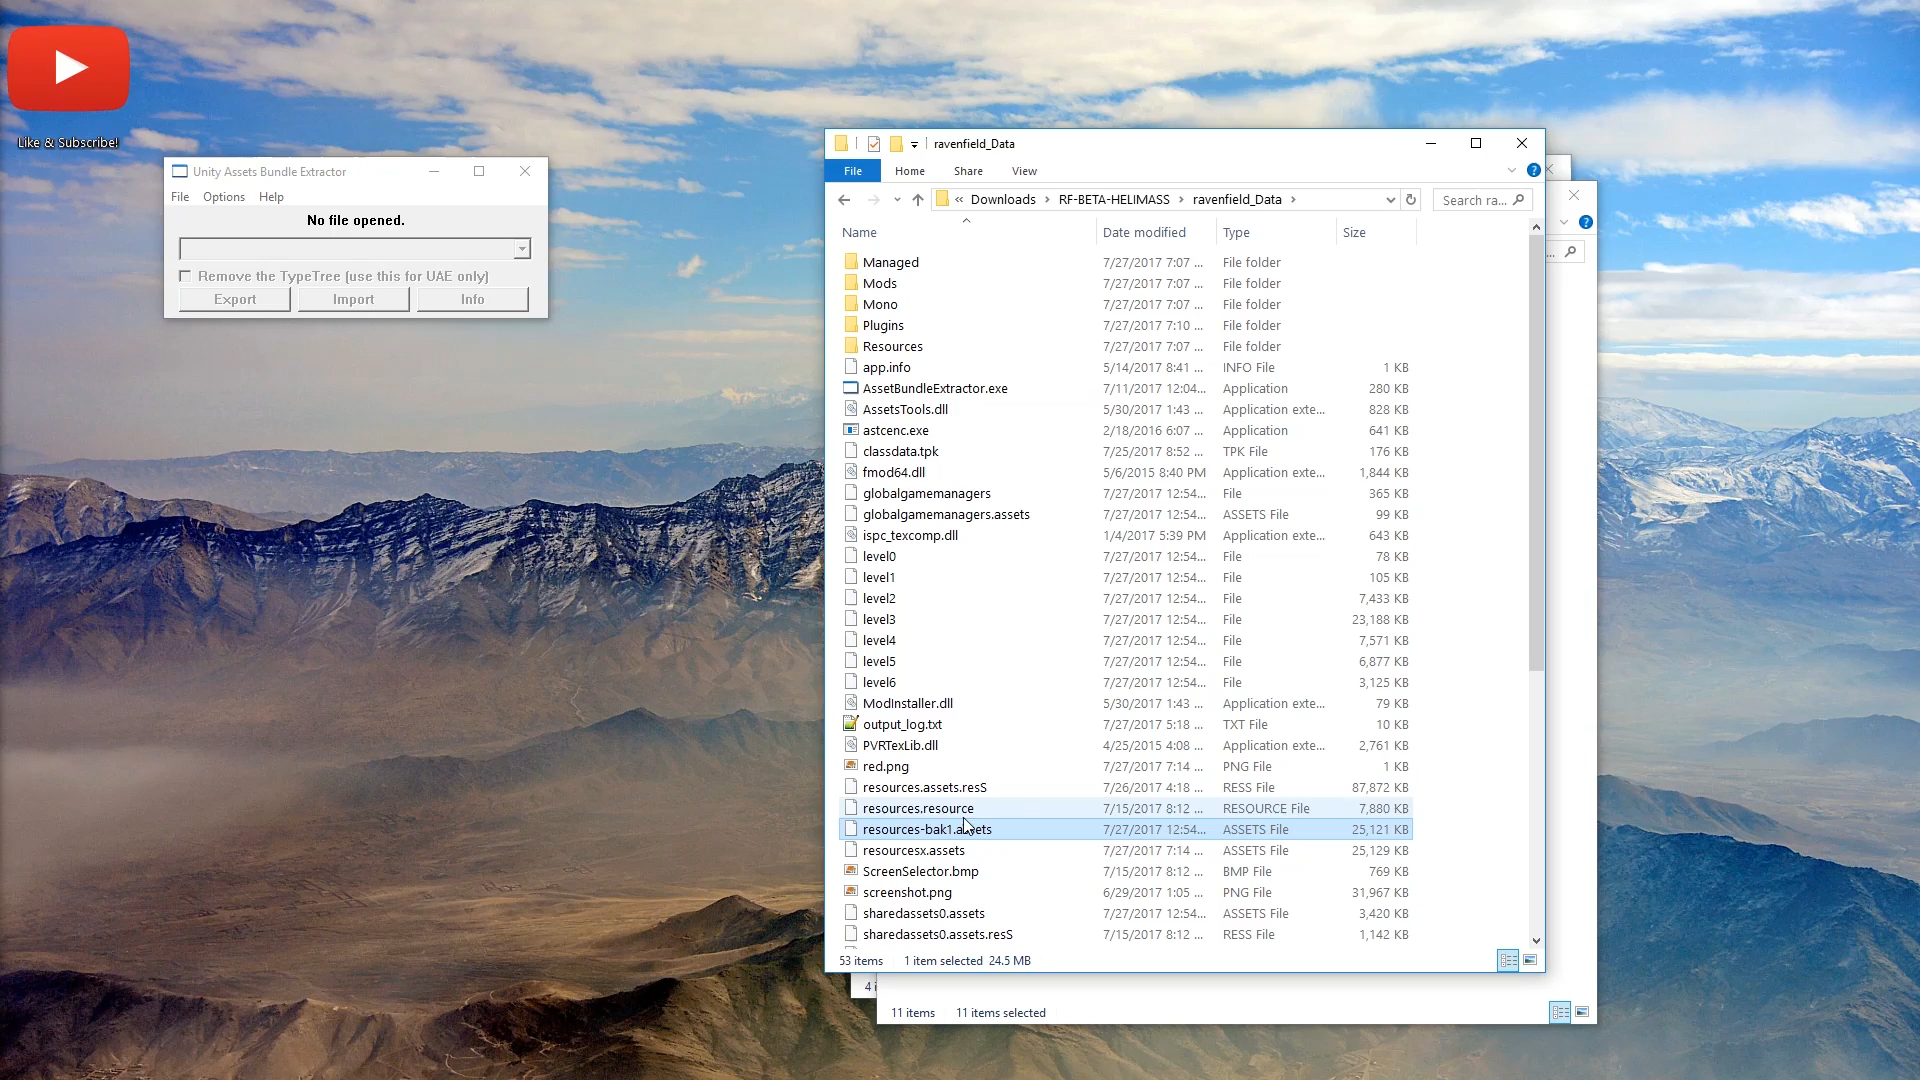 Like & Subscribe!
Unity Assets Bundle Extractor
File Options Help
No file opened.
Remove the TypeTree (use this for UAE only)
Export Import Info
ravenfield_Data
File Home Share View
« Downloads › RF-BETA-HELIMASS › ravenfield_Data ›
Search ra...
Name Date modified Type Size
Managed 7/27/2017 7:07 ... File folder
Mods 7/27/2017 7:07 ... File folder
Mono 7/27/2017 7:07 ... File folder
Plugins 7/27/2017 7:10 ... File folder
Resources 7/27/2017 7:07 ... File folder
app.info 5/14/2017 8:41 ... INFO File 1 KB
AssetBundleExtractor.exe 7/11/2017 12:04... Application 280 KB
AssetsTools.dll 5/30/2017 1:43 ... Application exte... 828 KB
astcenc.exe 2/18/2016 6:07 ... Application 641 KB
classdata.tpk 7/25/2017 8:52 ... TPK File 176 KB
fmod64.dll 5/6/2015 8:40 PM Application exte... 1,844 KB
globalgamemanagers 7/27/2017 12:54... File 365 KB
globalgamemanagers.assets 7/27/2017 12:54... ASSETS File 99 KB
ispc_texcomp.dll 1/4/2017 5:39 PM Application exte... 643 KB
level0 7/27/2017 12:54... File 78 KB
level1 7/27/2017 12:54... File 105 KB
level2 7/27/2017 12:54... File 7,433 KB
level3 7/27/2017 12:54... File 23,188 KB
level4 7/27/2017 12:54... File 7,571 KB
level5 7/27/2017 12:54... File 6,877 KB
level6 7/27/2017 12:54... File 3,125 KB
ModInstaller.dll 5/30/2017 1:43 ... Application exte... 79 KB
output_log.txt 7/27/2017 5:18 ... TXT File 10 KB
PVRTexLib.dll 4/25/2015 4:08 ... Application exte... 2,761 KB
red.png 7/27/2017 7:14 ... PNG File 1 KB
resources.assets.resS 7/26/2017 4:18 ... RESS File 87,872 KB
resources.resource 7/15/2017 8:12 ... RESOURCE File 7,880 KB
resources-bak1.assets 7/27/2017 12:54... ASSETS File 25,121 KB
resourcesx.assets 7/27/2017 7:14 ... ASSETS File 25,129 KB
ScreenSelector.bmp 7/15/2017 8:12 ... BMP File 769 KB
screenshot.png 6/29/2017 1:05 ... PNG File 31,967 KB
sharedassets0.assets 7/27/2017 12:54... ASSETS File 3,420 KB
sharedassets0.assets.resS 7/15/2017 8:12 ... RESS File 1,142 KB
53 items 1 item selected 24.5 MB
4 i
11 items 11 items selected